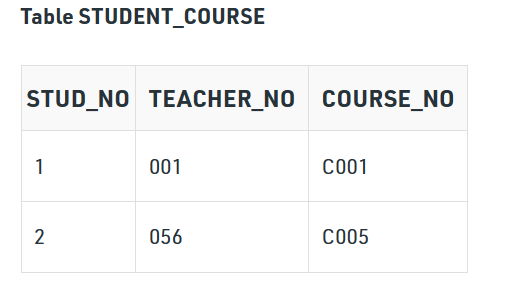 Table STUDENT_COURSE
STUD_NO TEACHER_NO COURSE_NO
1 001 C001
2 056 C005